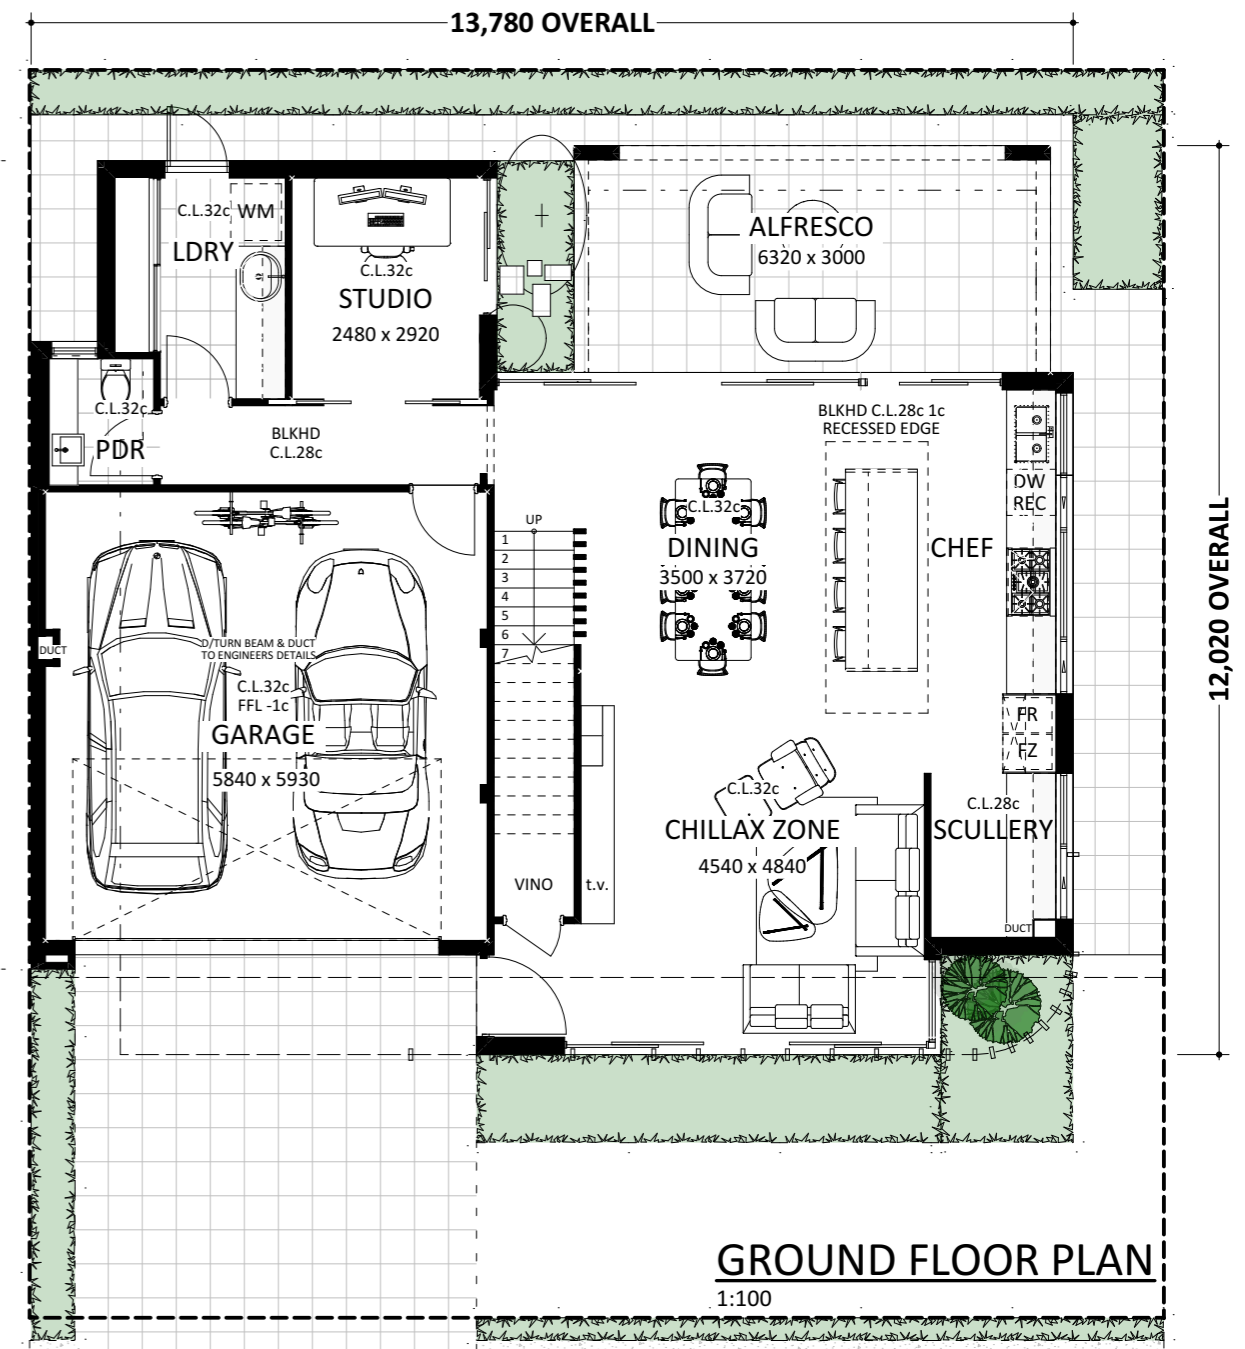 13,780 OVERALL
C.L.32c
WM
LDRY
C.L.32c
STUDIO
2480 x 2920
ALFRESCO
6320 x 3000
C.L.32c
PDR
BLKHD
C.L.28c
BLKHD C.L.28c 1c
RECESSED EDGE
DW
REC
C.L.32c
DINING
3500 x 3720
CHEF
12,020 OVERALL
UP
1
2
3
4
5
6
7
DUCT
D/TURN BEAM & DUCT
TO ENGINEERS DETAILS
C.L.32c
FFL -1c
GARAGE
5840 x 5930
FR
FZ
C.L.32c
CHILLAX ZONE
4540 x 4840
C.L.28c
SCULLERY
VINO
t.v.
DUCT
GROUND FLOOR PLAN
1:100